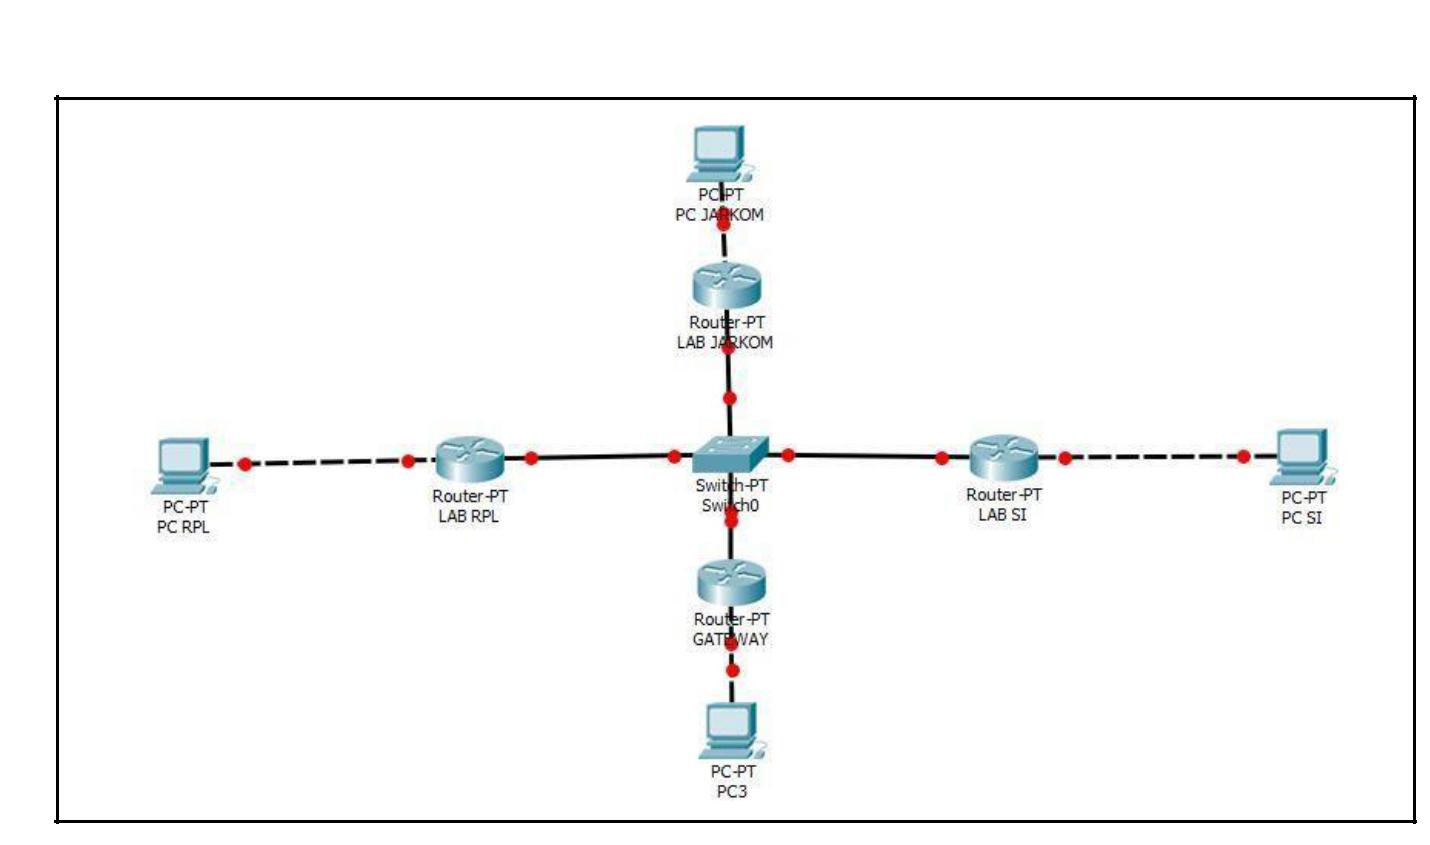 PC-PT
PC JARKOM
Router-PT
LAB JARKOM
PC-PT
PC RPL
Router-PT
LAB RPL
Switch-PT
Switch0
Router-PT
LAB SI
PC-PT
PC SI
Router-PT
GATEWAY
PC-PT
PC3